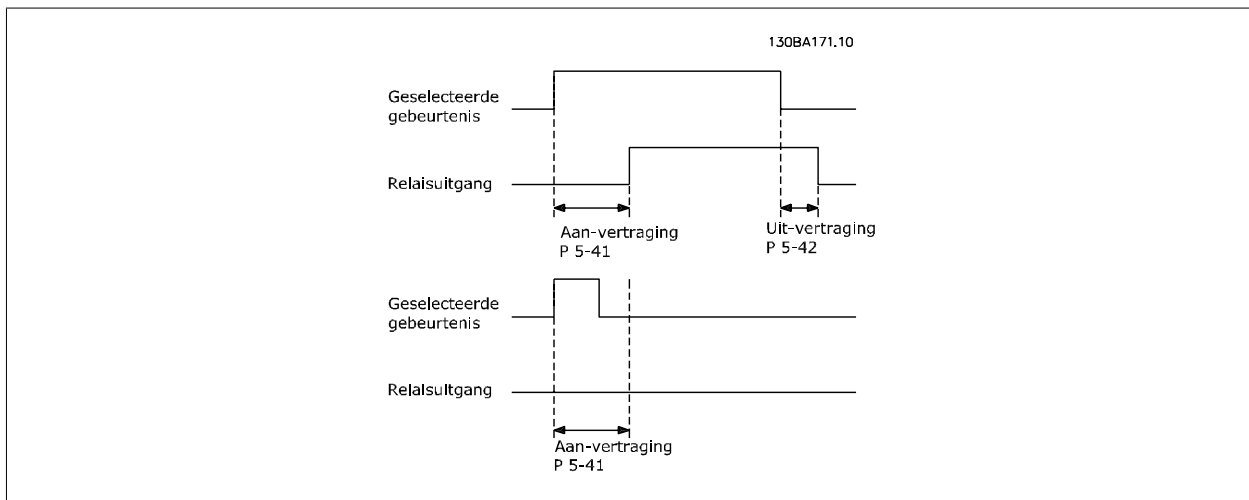 130BA171.10
Geselecteerde
gebeurtenis
Relaisuitgang
Aan-vertraging
P 5-41
Uit-vertraging
P 5-42
Geselecteerde
gebeurtenis
Relaisuitgang
Aan-vertraging
P 5-41